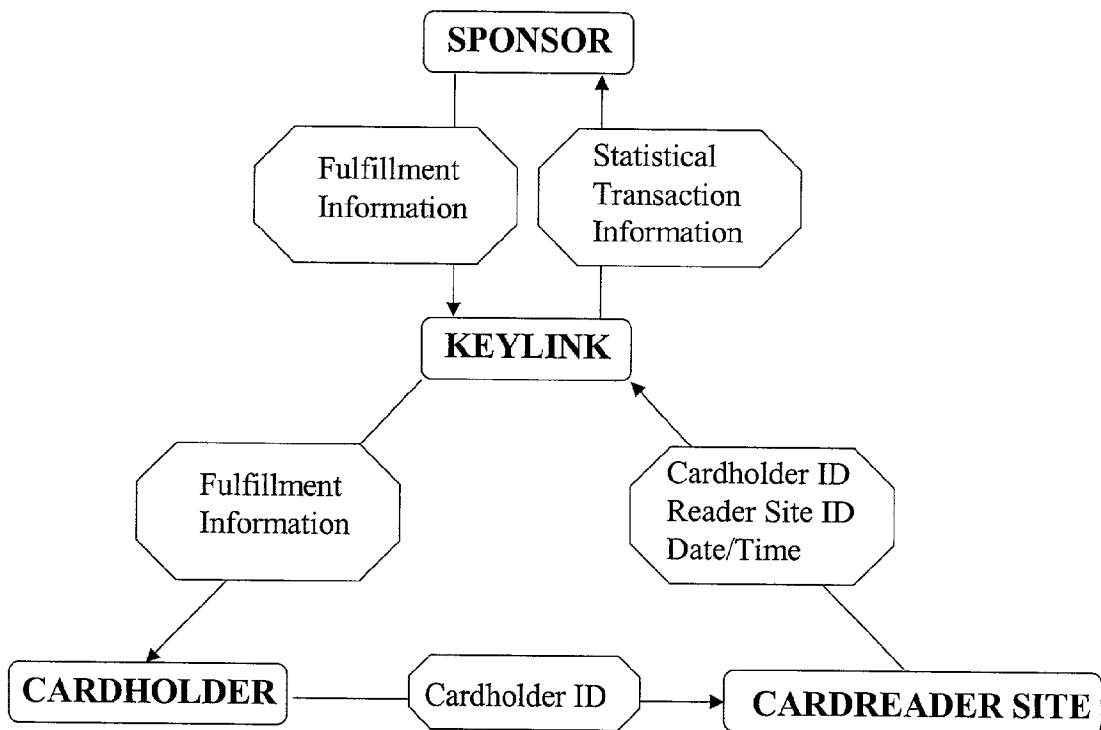 SPONSOR
Fulfillment
Information
Statistical
Transaction
Information
KEYLINK
Fulfillment
Information
Cardholder ID
Reader Site ID
Date/Time
CARDHOLDER
Cardholder ID
CARDREADER SITE